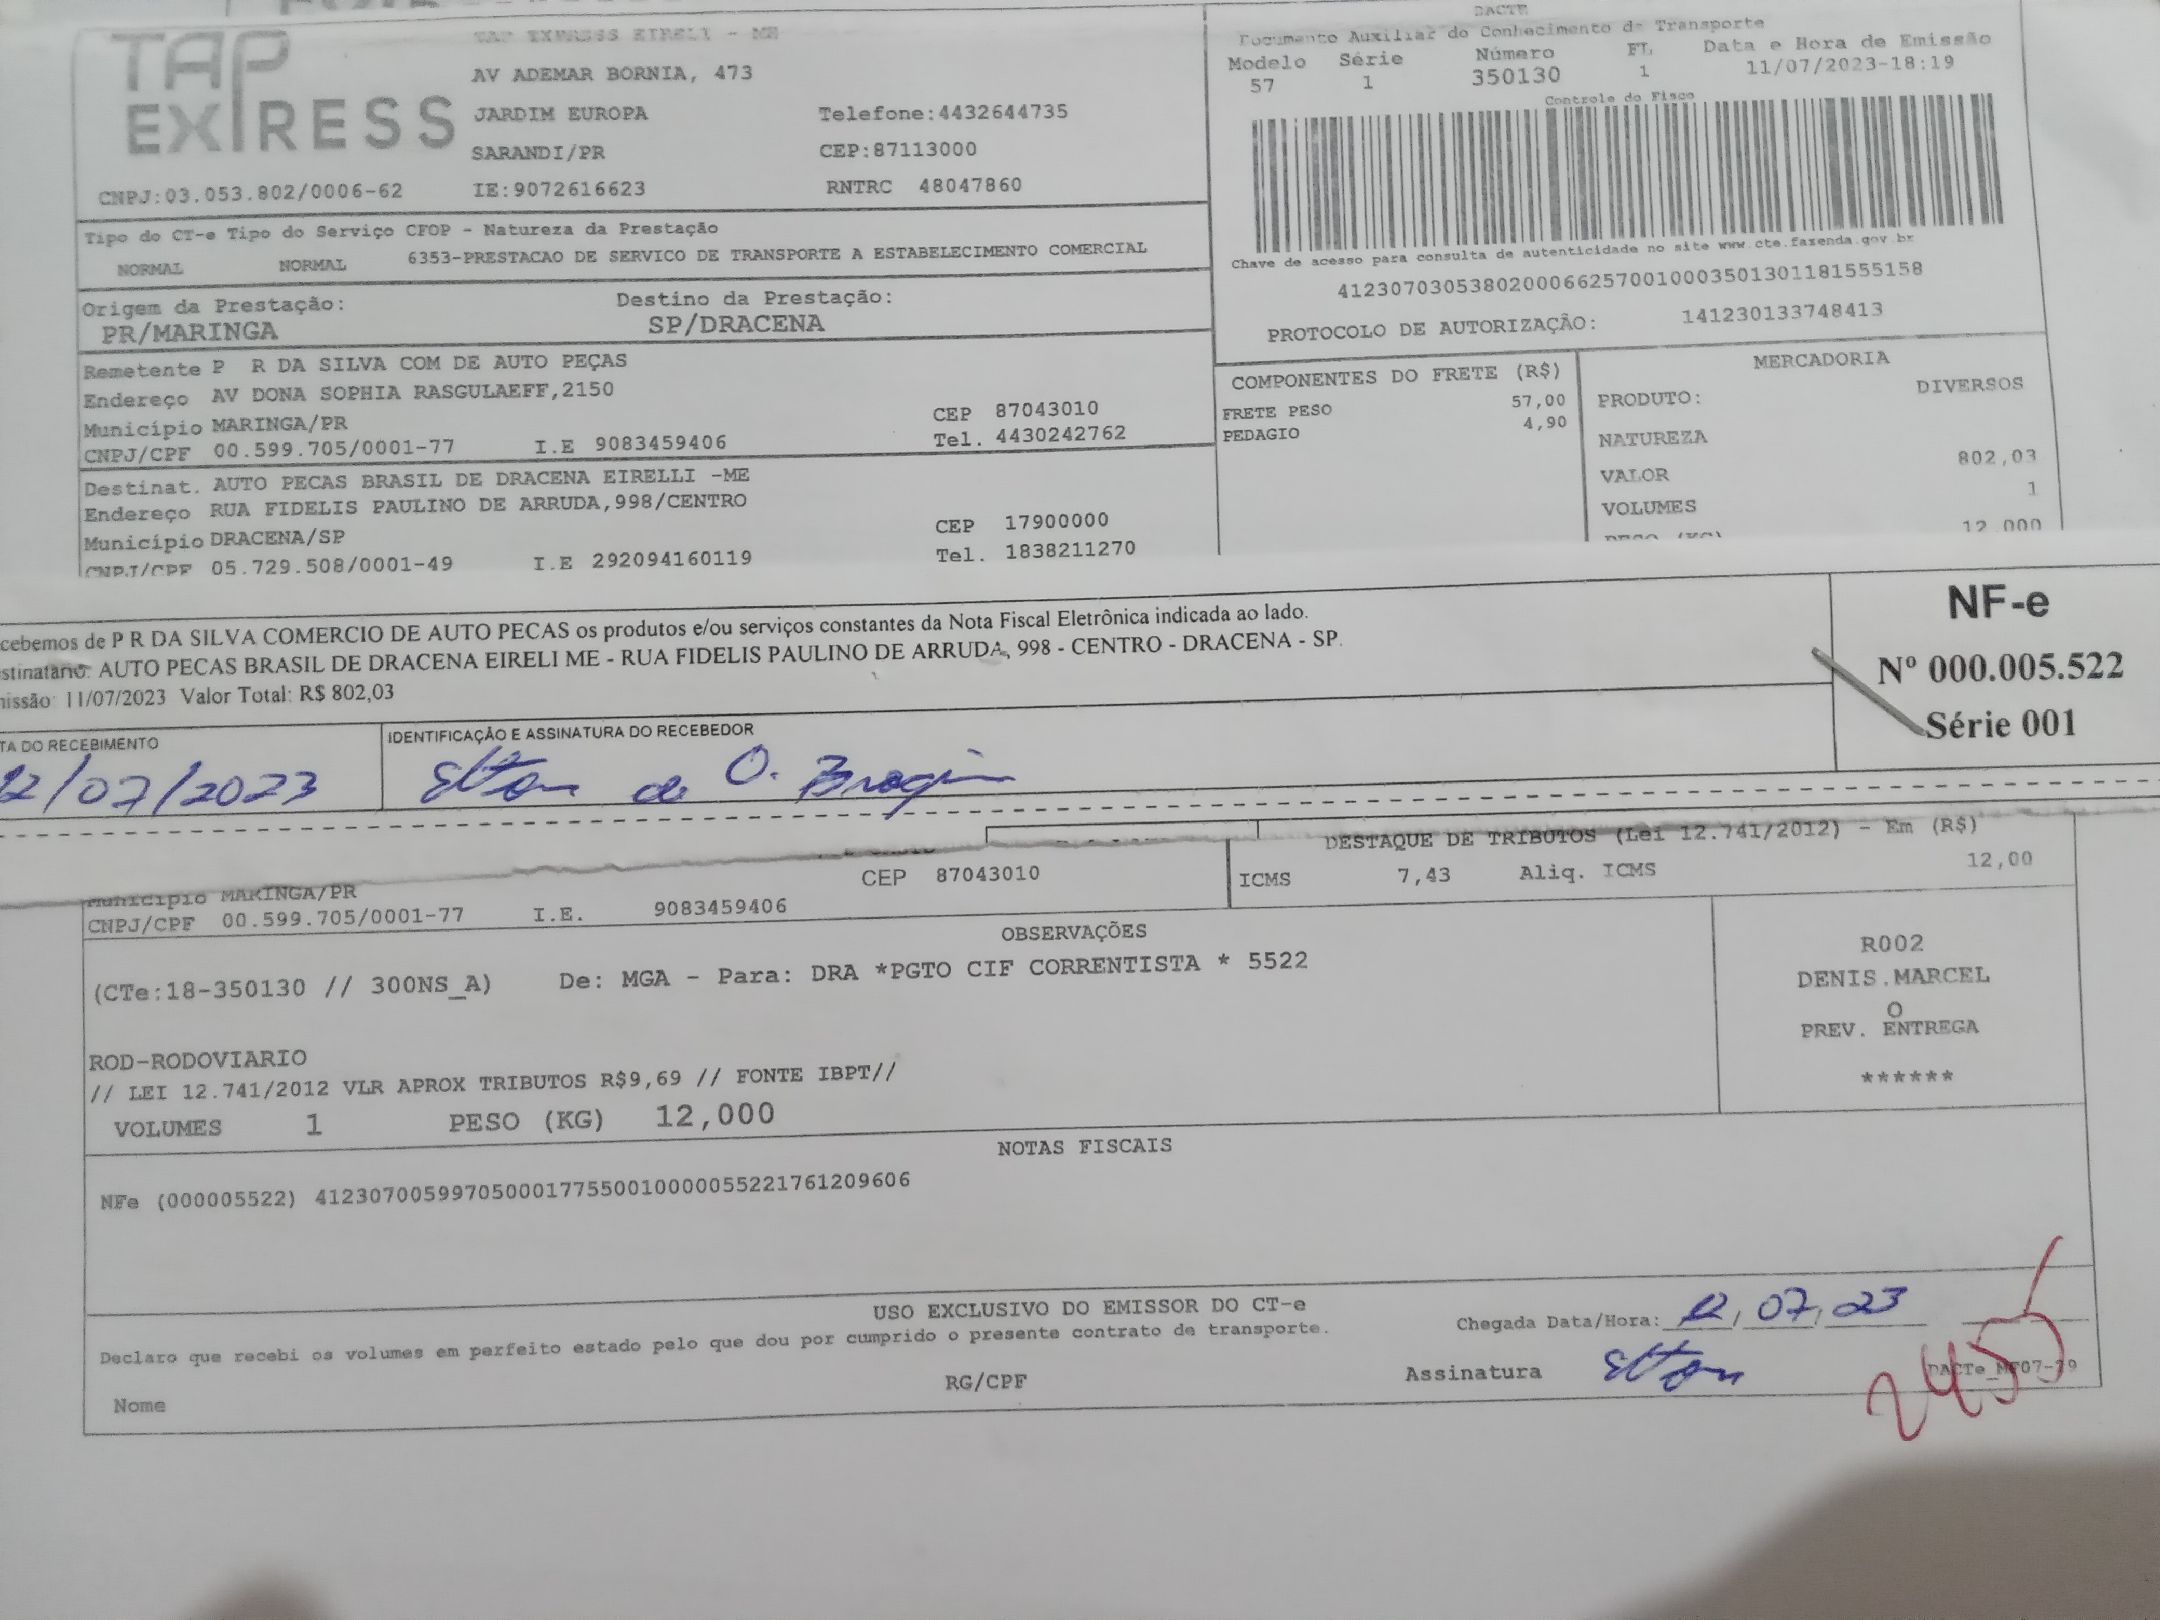 TAP
EXPRESS
TAP EXPRESS EIRELI - ME
AV ADEMAR BORNIA, 473
JARDIM EUROPA Telefone:4432644735
SARANDI/PR CEP:87113000
CNPJ:03.053.802/0006-62 IE:9072616623 RNTRC 48047860
DACTE
Documento Auxiliar do Conhecimento de Transporte
Modelo Série Número FL Data e Hora de Emissão
57 1 350130 1 11/07/2023-18:19
Controle do Fisco
Chave de acesso para consulta de autenticidade no site www.cte.fazenda.gov.br
41230703053802000662570010003501301181555158
PROTOCOLO DE AUTORIZAÇÃO: 141230133748413
Tipo do CT-e Tipo do Serviço CFOP - Natureza da Prestação
NORMAL NORMAL 6353-PRESTACAO DE SERVICO DE TRANSPORTE A ESTABELECIMENTO COMERCIAL
Origem da Prestação: Destino da Prestação:
PR/MARINGA SP/DRACENA
Remetente P R DA SILVA COM DE AUTO PEÇAS
Endereço AV DONA SOPHIA RASGULAEFF,2150
Município MARINGA/PR CEP 87043010
CNPJ/CPF 00.599.705/0001-77 I.E 9083459406 Tel. 4430242762
Destinat. AUTO PECAS BRASIL DE DRACENA EIRELLI -ME
Endereço RUA FIDELIS PAULINO DE ARRUDA,998/CENTRO
Município DRACENA/SP CEP 17900000
CNPJ/CPF 05.729.508/0001-49 I.E 292094160119 Tel. 1838211270
COMPONENTES DO FRETE (R$)
FRETE PESO 57,00
PEDAGIO 4,90
MERCADORIA
PRODUTO: DIVERSOS
NATUREZA
VALOR 802,03
VOLUMES 1
PESO (KG) 12,000
cebemos de P R DA SILVA COMERCIO DE AUTO PECAS os produtos e/ou serviços constantes da Nota Fiscal Eletrônica indicada ao lado.
stinatário: AUTO PECAS BRASIL DE DRACENA EIRELI ME - RUA FIDELIS PAULINO DE ARRUDA, 998 - CENTRO - DRACENA - SP.
issão: 11/07/2023 Valor Total: R$ 802,03
NF-e
Nº 000.005.522
Série 001
TA DO RECEBIMENTO IDENTIFICAÇÃO E ASSINATURA DO RECEBEDOR
12/07/2023 Elton de O.
DESTAQUE DE TRIBUTOS (Lei 12.741/2012) - Em (R$)
ICMS 7,43 Aliq. ICMS 12,00
Município MARINGA/PR CEP 87043010
CNPJ/CPF 00.599.705/0001-77 I.E. 9083459406
OBSERVAÇÕES
(CTe:18-350130 // 300NS_A) De: MGA - Para: DRA *PGTO CIF CORRENTISTA * 5522
ROD-RODOVIARIO
// LEI 12.741/2012 VLR APROX TRIBUTOS R$9,69 // FONTE IBPT//
VOLUMES 1 PESO (KG) 12,000
R002
DENIS.MARCEL
O
PREV. ENTREGA
******
NOTAS FISCAIS
NFe (000005522) 41230700599705000177550010000055221761209606
USO EXCLUSIVO DO EMISSOR DO CT-e
Declaro que recebi os volumes em perfeito estado pelo que dou por cumprido o presente contrato de transporte.
Chegada Data/Hora: 12/07/23
Nome RG/CPF Assinatura Elton